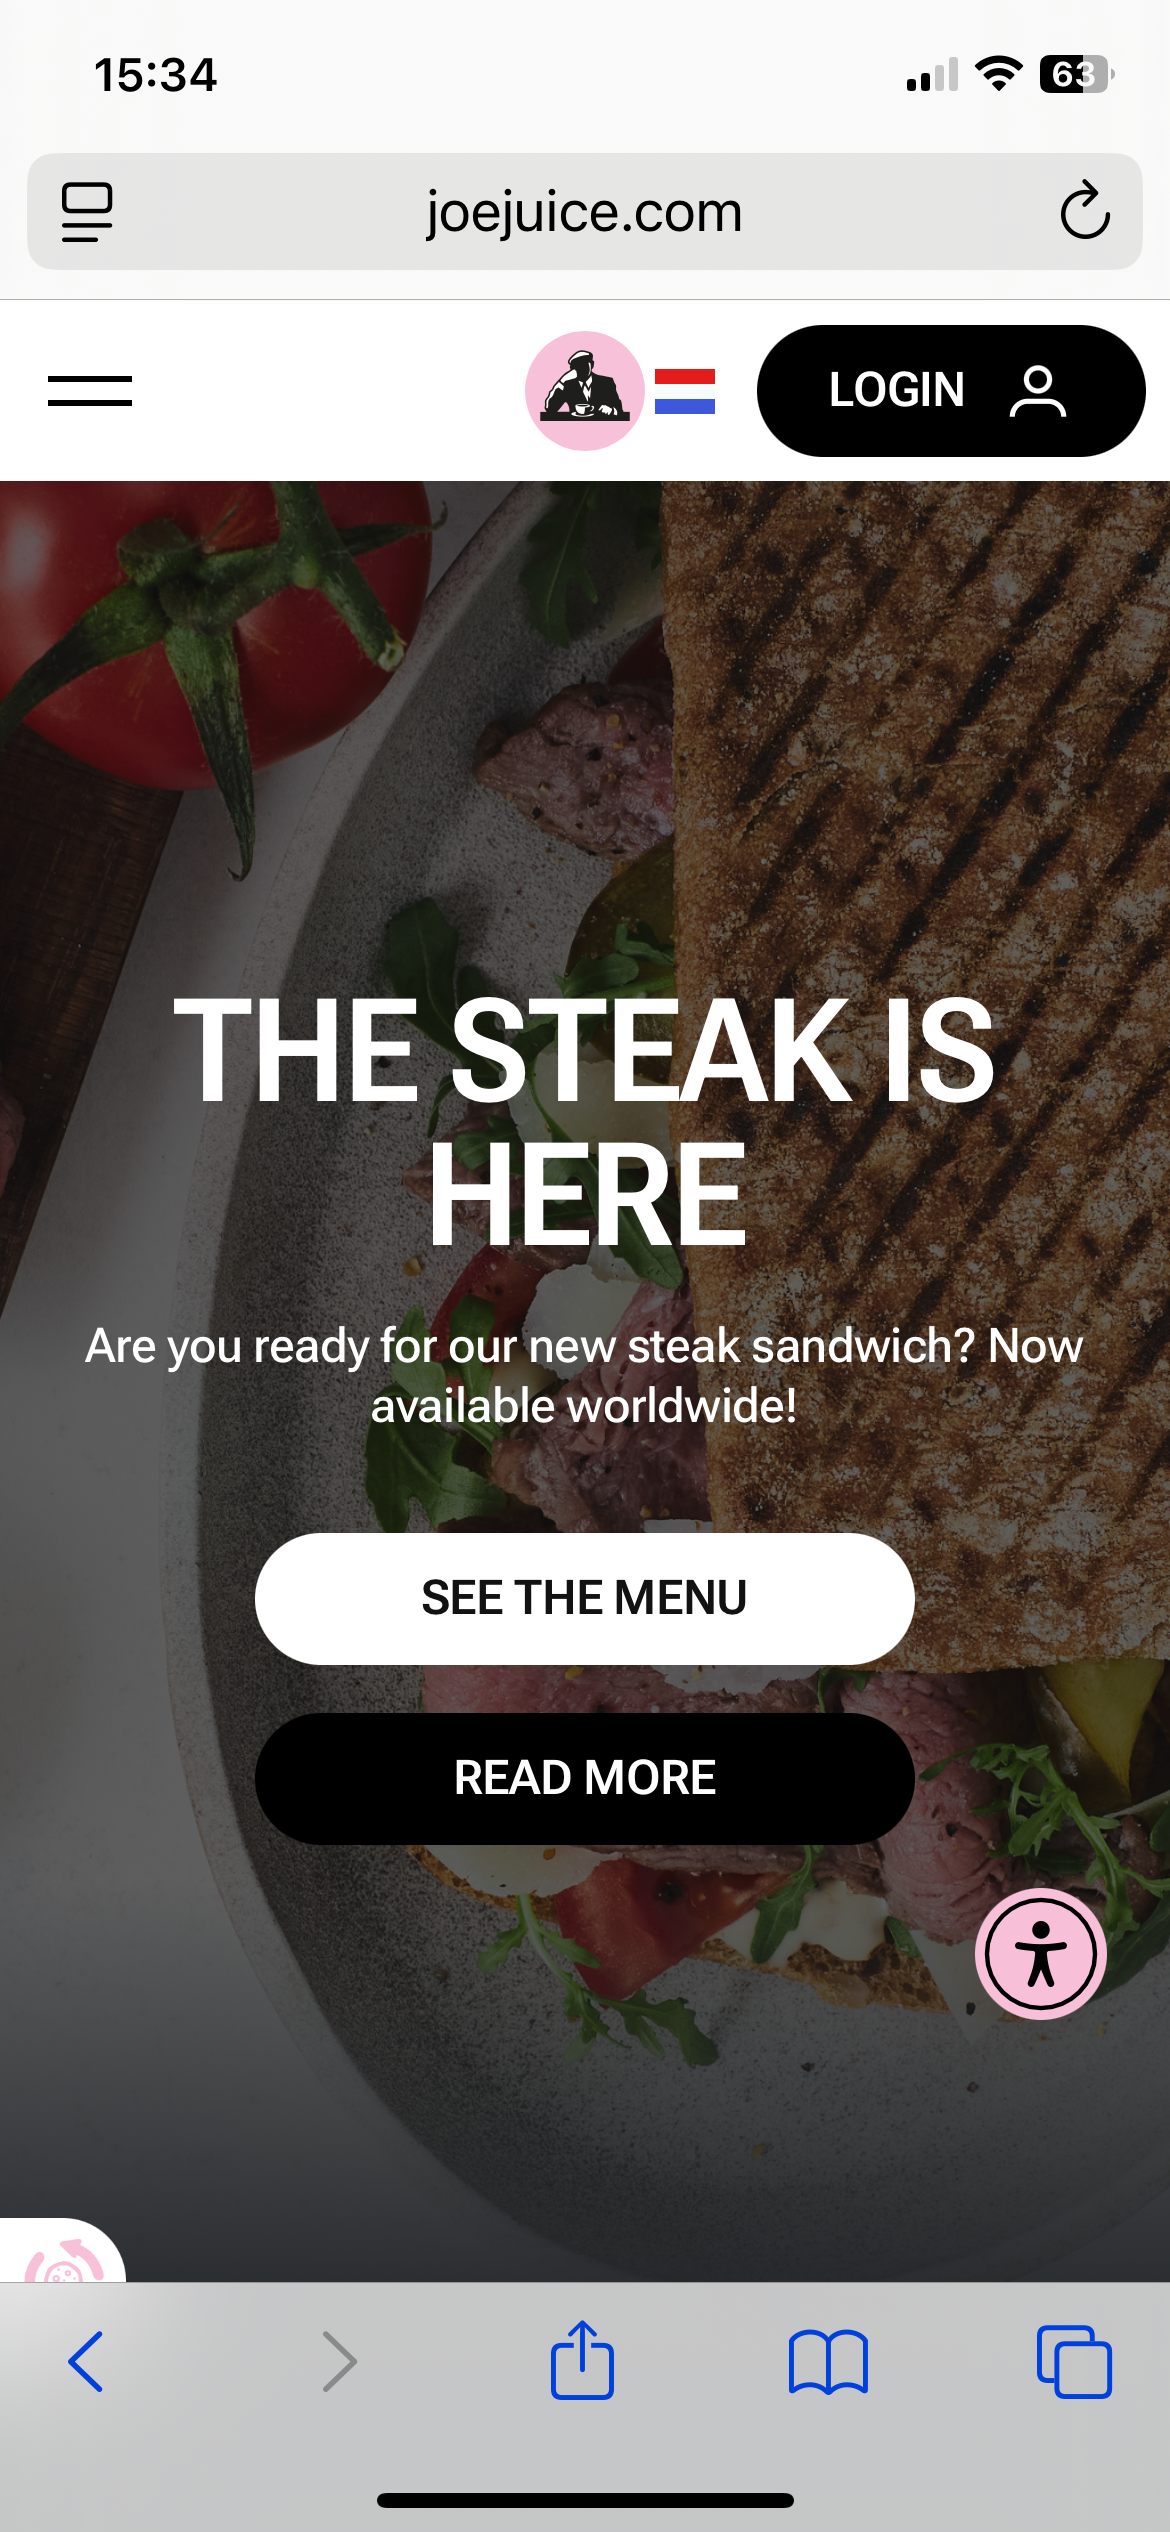 15:34
63
joejuice.com
LOGIN
THE STEAK IS
HERE
Are you ready for our new steak sandwich? Now
available worldwide!
SEE THE MENU
READ MORE